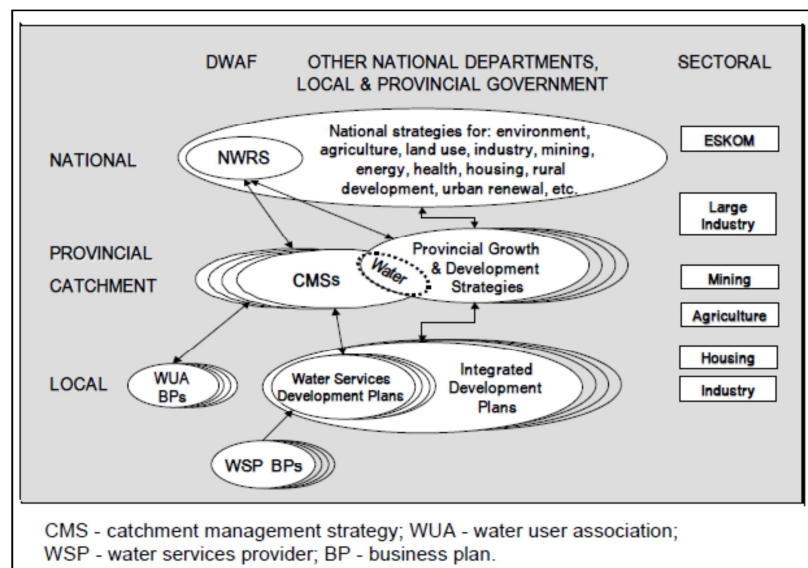 DWAF
OTHER NATIONAL DEPARTMENTS,
LOCAL & PROVINCIAL GOVERNMENT
SECTORAL
NATIONAL
NWRS
National strategies for: environment,
agriculture, land use, industry, mining,
energy, health, housing, rural
development, urban renewal, etc.
ESKOM
Large
Industry
PROVINCIAL
CATCHMENT
CMSs
Water
Provincial Growth
& Development
Strategies
Mining
Agriculture
LOCAL
WUA
BPs
Water Services
Development Plans
Integrated
Development
Plans
Housing
Industry
WSP BPs
CMS - catchment management strategy; WUA - water user association;
WSP - water services provider; BP - business plan.